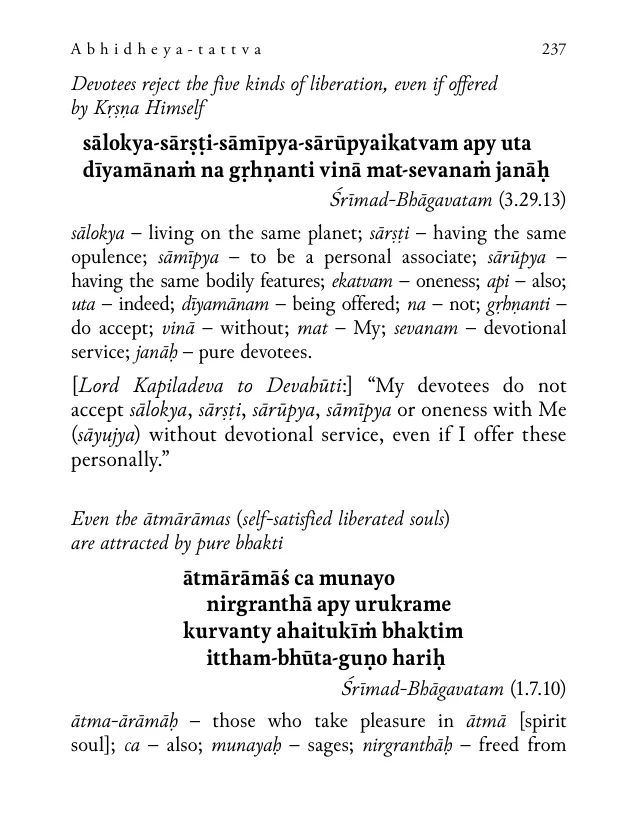 Abhidheya-tattva 237
Devotees reject the five kinds of liberation, even if offered
by Kṛṣṇa Himself
sālokya-sārṣṭi-sāmīpya-sārūpyaikatvam apy uta
dīyamānaṁ na gṛhṇanti vinā mat-sevanaṁ janāḥ
Śrīmad-Bhāgavatam (3.29.13)
sālokya – living on the same planet; sārṣṭi – having the same
opulence; sāmīpya – to be a personal associate; sārūpya –
having the same bodily features; ekatvam – oneness; api – also;
uta – indeed; dīyamānam – being offered; na – not; gṛhṇanti –
do accept; vinā – without; mat – My; sevanam – devotional
service; janāḥ – pure devotees.
[Lord Kapiladeva to Devahūti:] “My devotees do not
accept sālokya, sārṣṭi, sārūpya, sāmīpya or oneness with Me
(sāyujya) without devotional service, even if I offer these
personally.”
Even the ātmārāmas (self-satisfied liberated souls)
are attracted by pure bhakti
ātmārāmāś ca munayo
nirgranthā apy urukrame
kurvanty ahaitukīṁ bhaktim
ittham-bhūta-guṇo hariḥ
Śrīmad-Bhāgavatam (1.7.10)
ātma-ārāmāḥ – those who take pleasure in ātmā [spirit
soul]; ca – also; munayaḥ – sages; nirgranthāḥ – freed from